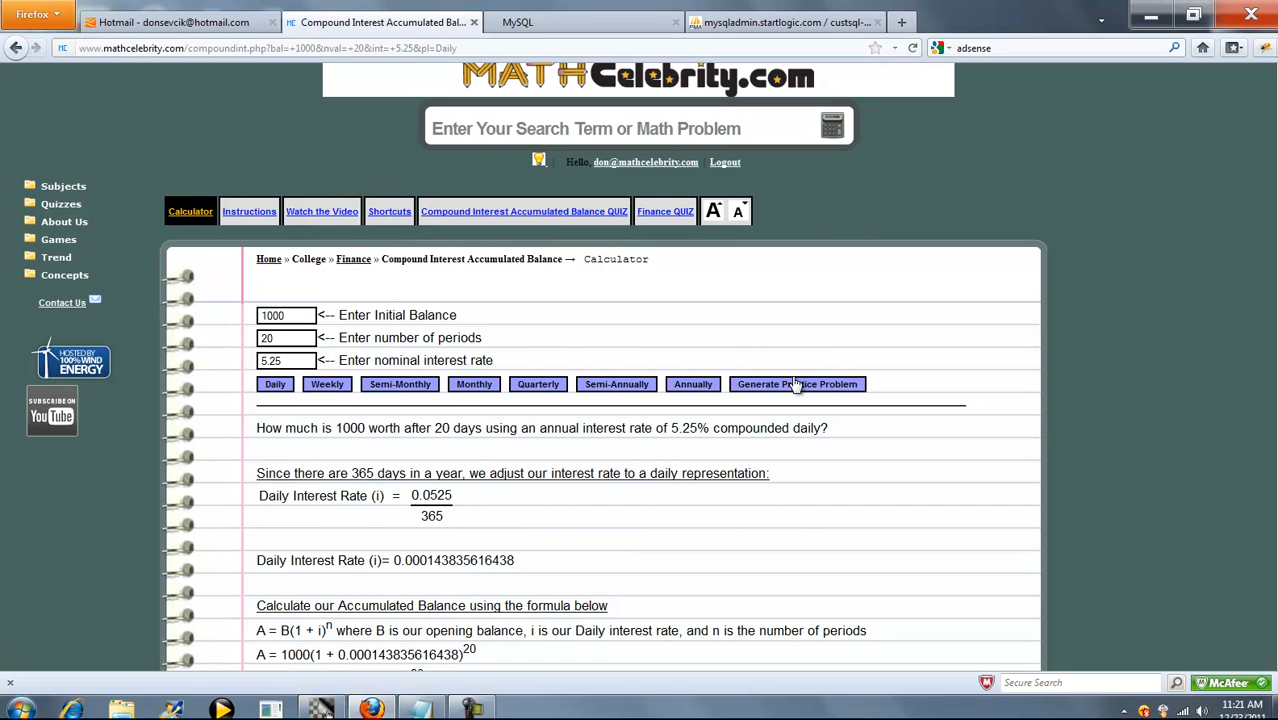 Firefox
Hotmail - donsevcik@hotmail.com
Compound Interest Accumulated Bal...
MySQL
mysqladmin.startlogic.com / custsql-...
www.mathcelebrity.com/compoundint.php?bal=+1000&nval=+20&int=+5.25&pl=Daily
adsense
MATHCelebrity.com
Enter Your Search Term or Math Problem
| Hello, don@mathcelebrity.com | Logout
Subjects
Quizzes
About Us
Games
Trend
Concepts
Contact Us
HOSTED BY
100% WIND
ENERGY
SUBSCRIBE ON
YouTube
Calculator
Instructions
Watch the Video
Shortcuts
Compound Interest Accumulated Balance QUIZ
Finance QUIZ
A A
Home » College » Finance » Compound Interest Accumulated Balance → Calculator
1000 <-- Enter Initial Balance
20 <-- Enter number of periods
5.25 <-- Enter nominal interest rate
Daily Weekly Semi-Monthly Monthly Quarterly Semi-Annually Annually Generate Practice Problem
How much is 1000 worth after 20 days using an annual interest rate of 5.25% compounded daily?
Since there are 365 days in a year, we adjust our interest rate to a daily representation:
Daily Interest Rate (i) = 0.0525
365
Daily Interest Rate (i)= 0.000143835616438
Calculate our Accumulated Balance using the formula below
A = B(1 + i)^n where B is our opening balance, i is our Daily interest rate, and n is the number of periods
A = 1000(1 + 0.000143835616438)^20
Secure Search
McAfee
11:21 AM
12/23/2011